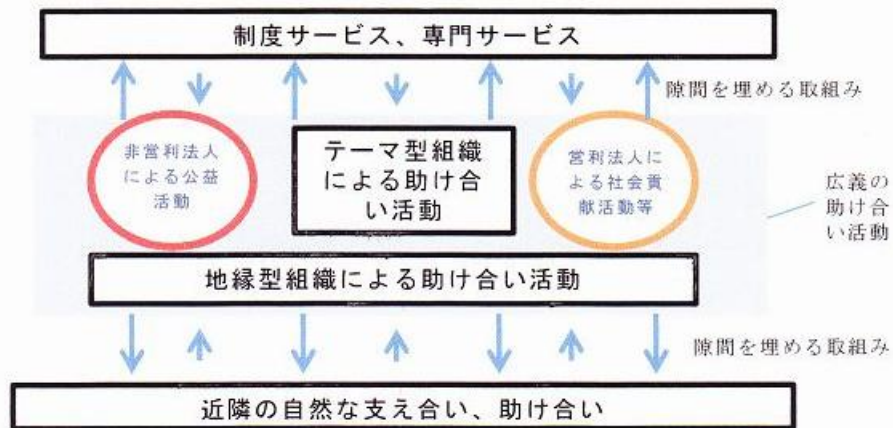 制度サービス、専門サービス
隙間を埋める取組み
非営利法人
による公益
活動
テーマ型組織
による助け合
い活動
営利法人に
よる社会貢
献活動等
広義の
助け合
い活動
地縁型組織による助け合い活動
隙間を埋める取組み
近隣の自然な支え合い、助け合い